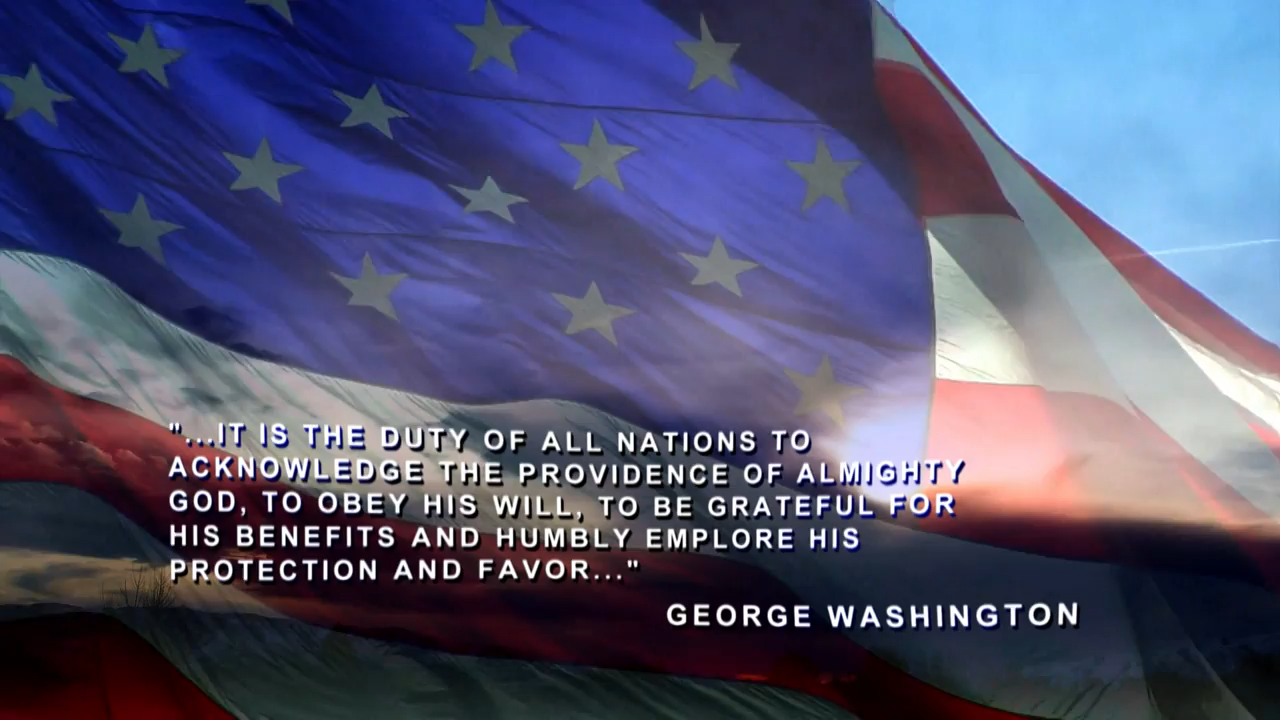 "...IT IS THE DUTY OF ALL NATIONS TO
ACKNOWLEDGE THE PROVIDENCE OF ALMIGHTY
GOD, TO OBEY HIS WILL, TO BE GRATEFUL FOR
HIS BENEFITS AND HUMBLY EMPLORE HIS
PROTECTION AND FAVOR..."
GEORGE WASHINGTON